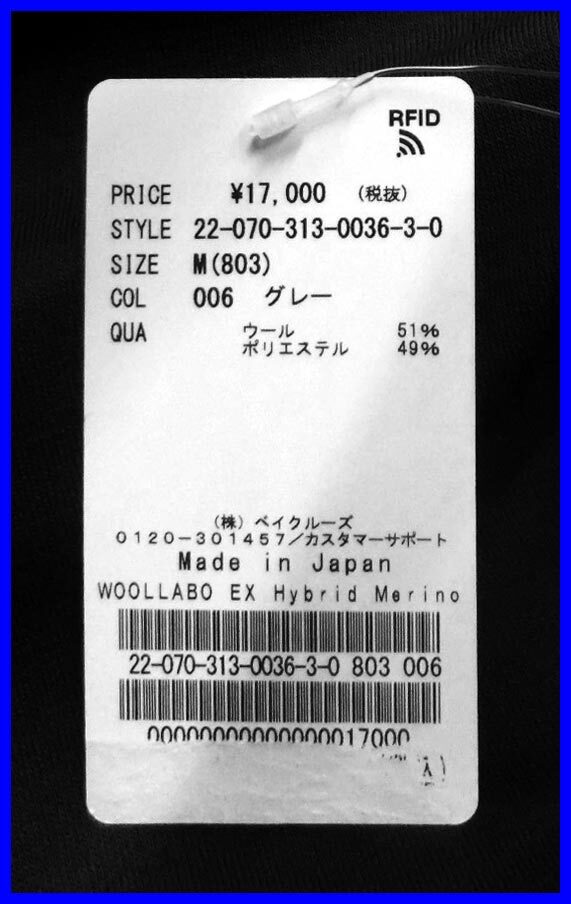 RFID
PRICE ¥17,000 (税抜)
STYLE 22-070-313-0036-3-0
SIZE M(803)
COL 006 グレー
QUA ウール 51%
ポリエステル 49%
(株) ベイクルーズ
0120-301457/カスタマーサポート
Made in Japan
WOOLLABO EX Hybrid Merino
22-070-313-0036-3-0 803 006
0000000000000017000